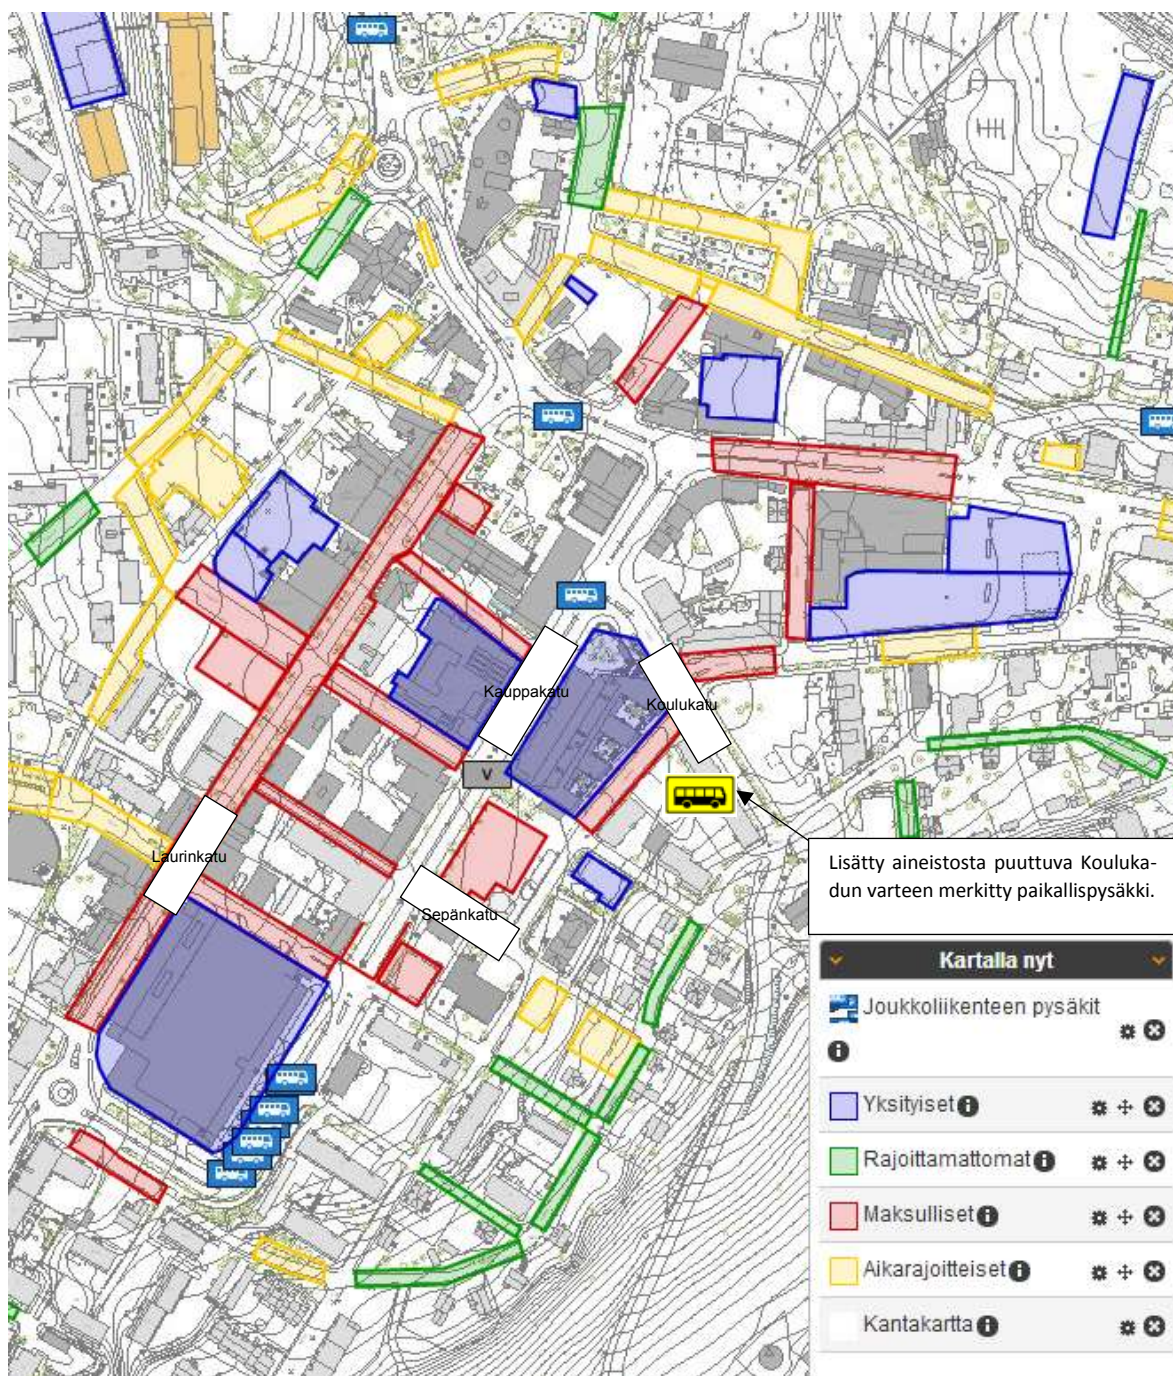 Kauppakatu
Koulukatu
V
Laurinkatu
Sepänkatu
Lisätty aineistosta puuttuva Kouluka-
dun varteen merkitty paikallispysäkki.
Kartalla nyt
Joukkoliikenteen pysäkit
Yksityiset
Rajoittamattomat
Maksulliset
Aikarajoitteiset
Kantakartta